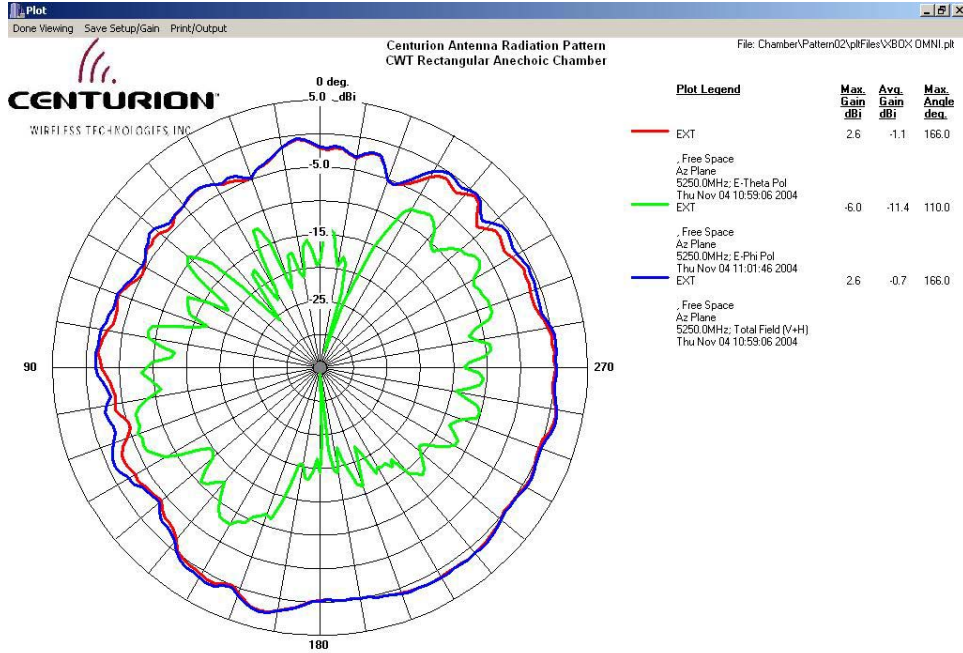 Plot
Done Viewing Save Setup/Gain Print/Output
CENTURION
WIRELESS TECHNOLOGIES, INC
Centurion Antenna Radiation Pattern
CWT Rectangular Anechoic Chamber
File: Chamber\Pattern02\pltFiles\XBOX OMNI.plt
0 deg.
5.0 dBi
-5.0
-15.
-25.
90
270
180
Plot Legend Max. Gain dBi Avg. Gain dBi Max. Angle deg.
EXT 2.6 -1.1 166.0
, Free Space
Az Plane
5250.0MHz; E-Theta Pol
Thu Nov 04 10:59:06 2004
EXT -6.0 -11.4 110.0
, Free Space
Az Plane
5250.0MHz; E-Phi Pol
Thu Nov 04 11:01:46 2004
EXT 2.6 -0.7 166.0
, Free Space
Az Plane
5250.0MHz; Total Field (V+H)
Thu Nov 04 10:59:06 2004